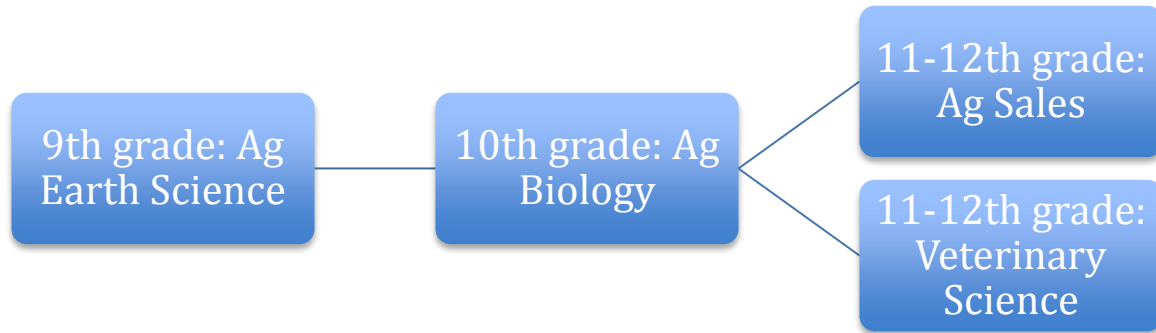 9th grade: Ag
Earth Science
10th grade: Ag
Biology
11-12th grade:
Ag Sales
11-12th grade:
Veterinary
Science